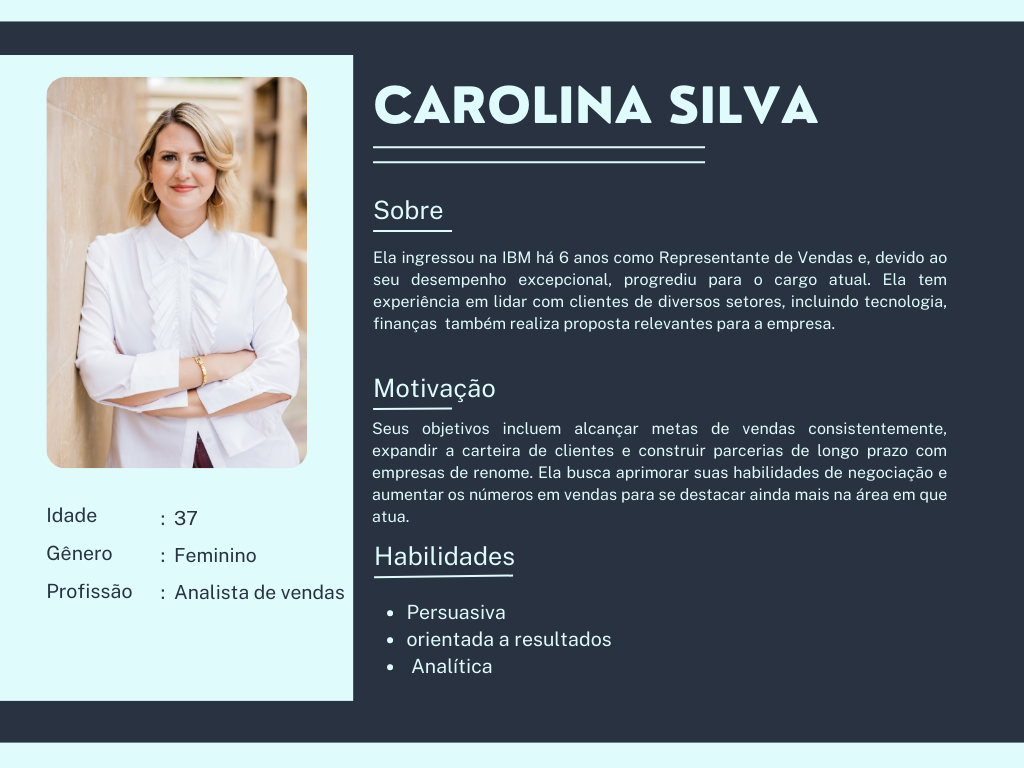 CAROLINA SILVA
Sobre
Ela ingressou na IBM há 6 anos como Representante de Vendas e, devido ao
seu desempenho excepcional, progrediu para o cargo atual. Ela tem
experiência em lidar com clientes de diversos setores, incluindo tecnologia,
finanças também realiza proposta relevantes para a empresa.
Motivação
Seus objetivos incluem alcançar metas de vendas consistentemente,
expandir a carteira de clientes e construir parcerias de longo prazo com
empresas de renome. Ela busca aprimorar suas habilidades de negociação e
aumentar os números em vendas para se destacar ainda mais na área em que
atua.
Habilidades
• Persuasiva
• orientada a resultados
• Analítica
Idade : 37
Gênero : Feminino
Profissão : Analista de vendas